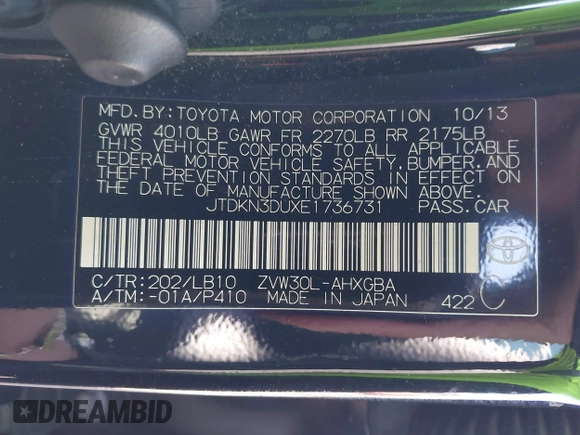 MFD. BY: TOYOTA MOTOR CORPORATION 10/13
GVWR 4010LB GAWR FR 2270LB RR 2175LB
THIS VEHICLE CONFORMS TO ALL APPLICABLE
FEDERAL MOTOR VEHICLE SAFETY, BUMPER, AND
THEFT PREVENTION STANDARDS IN EFFECT ON
THE DATE OF MANUFACTURE SHOWN ABOVE.
JTDKN3DUXE1736731 PASS. CAR
C/TR: 202/LB10 ZVW30L-AHXGBA
A/TM: -01A/P410 MADE IN JAPAN 422 C
DREAMBID